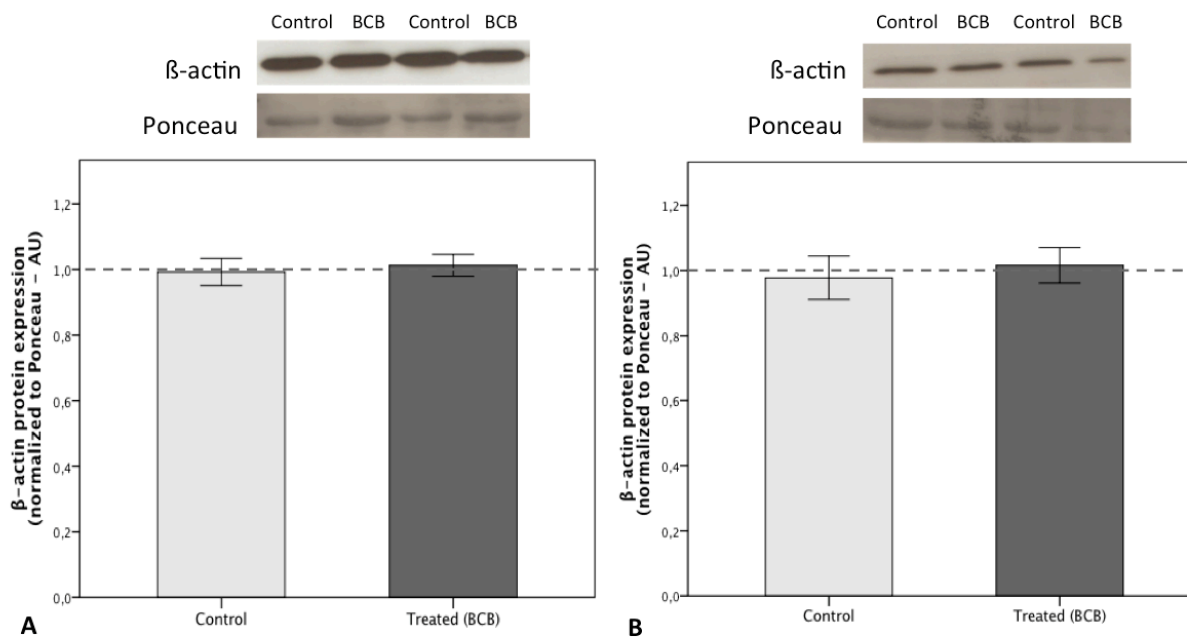 Control BCB Control BCB
ß-actin
Ponceau
1,2
1,0
0,8
0,6
0,4
0,2
0,0
β-actin protein expression
(normalized to Ponceau - AU)
Control Treated (BCB)
A
Control BCB Control BCB
ß-actin
Ponceau
1,2
1,0
0,8
0,6
0,4
0,2
0,0
β-actin protein expression
(normalized to Ponceau - AU)
Control Treated (BCB)
B